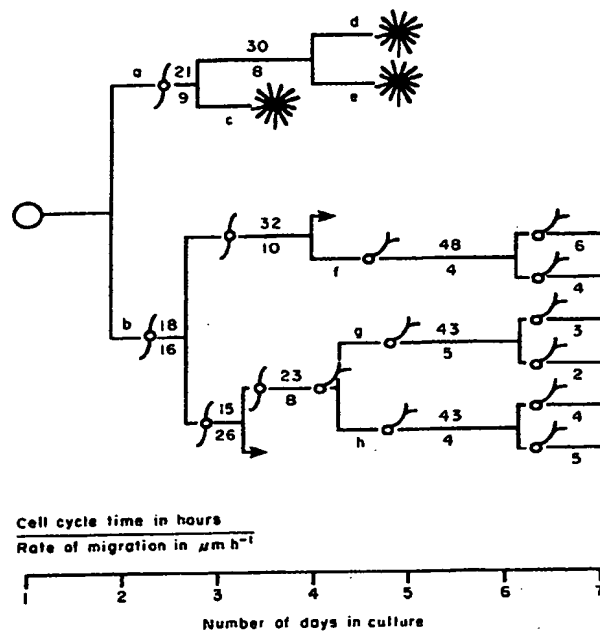 d
30
8
a
21
9
e
c
32
10
f
48
4
6
4
b
18
16
g
43
5
3
2
23
8
15
26
h
43
4
4
5
Cell cycle time in hours
Rate of migration in μm h⁻¹
1 2 3 4 5 6 7
Number of days in culture